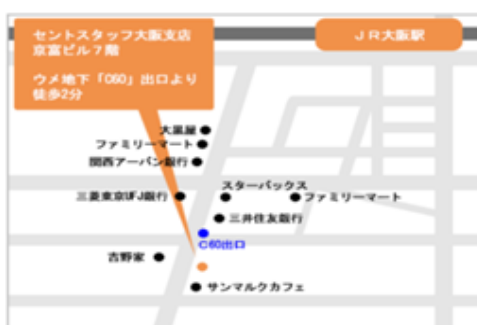 セントスタッフ大阪支店
京富ビル7階
ウメ地下「C60」出口より
徒歩2分
JR大阪駅
大黒屋
ファミリーマート
関西アーバン銀行
三菱東京UFJ銀行
スターバックス
ファミリーマート
三井住友銀行
C60出口
吉野家
サンマルクカフェ